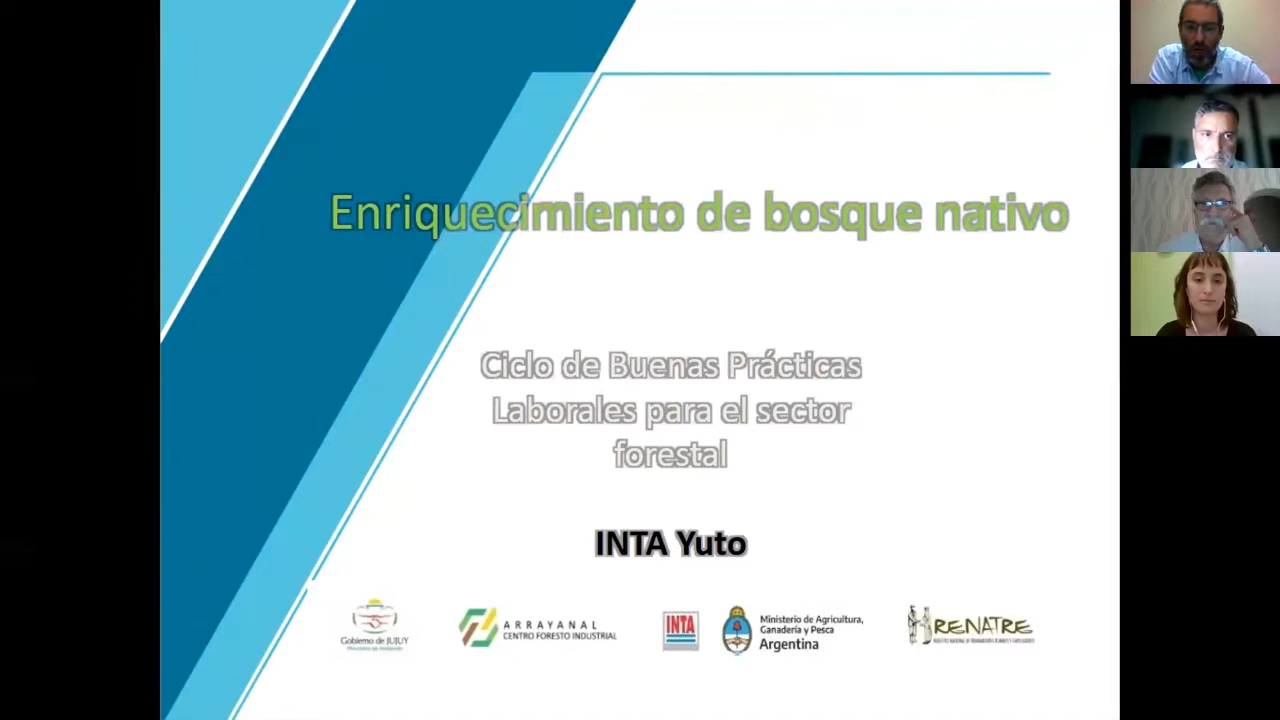 Enriquecimiento de bosque nativo
Ciclo de Buenas Prácticas
Laborales para el sector
forestal
INTA Yuto
Gobierno de JUJUY
ARRAYANAL
CENTRO FORESTO INDUSTRIAL
INTA
Ministerio de Agricultura,
Ganadería y Pesca
Argentina
RENATRE